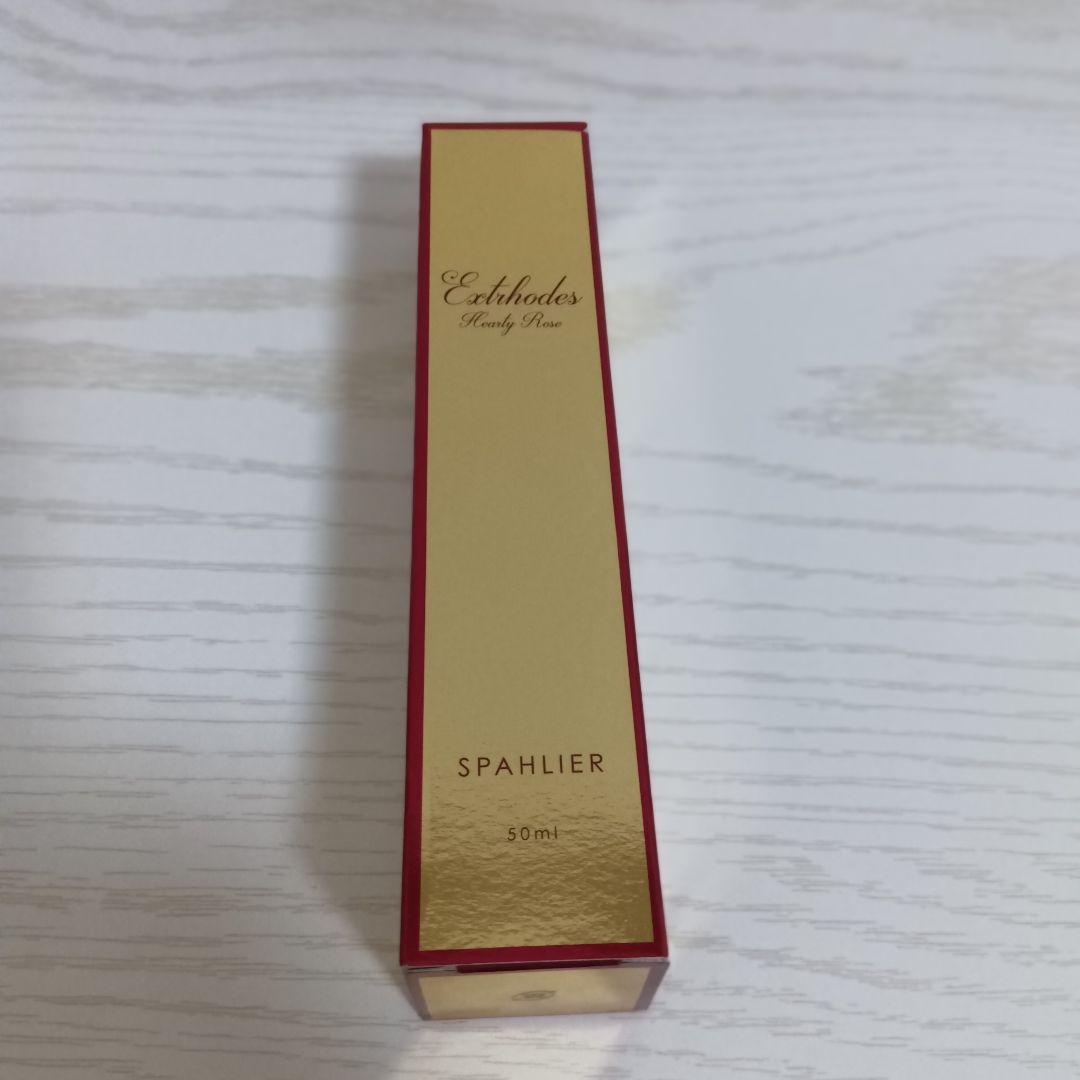 Extrhodes
Hearty Rose
SPAHLIER
50ml